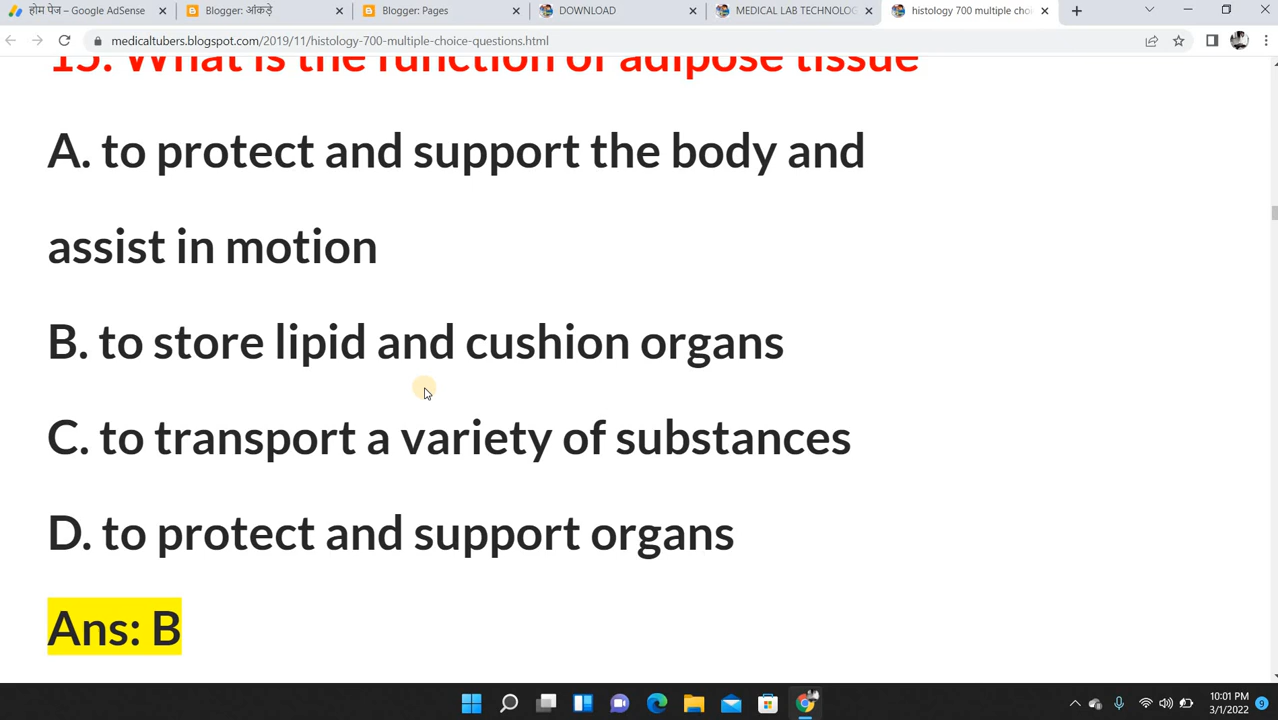 होम पेज – Google AdSense
Blogger: आंकड़े
Blogger: Pages
DOWNLOAD
MEDICAL LAB TECHNOLOG
histology 700 multiple choi
medicaltubers.blogspot.com/2019/11/histology-700-multiple-choice-questions.html
15. What is the function of adipose tissue
A. to protect and support the body and
assist in motion
B. to store lipid and cushion organs
C. to transport a variety of substances
D. to protect and support organs
Ans: B
10:01 PM
3/1/2022
9